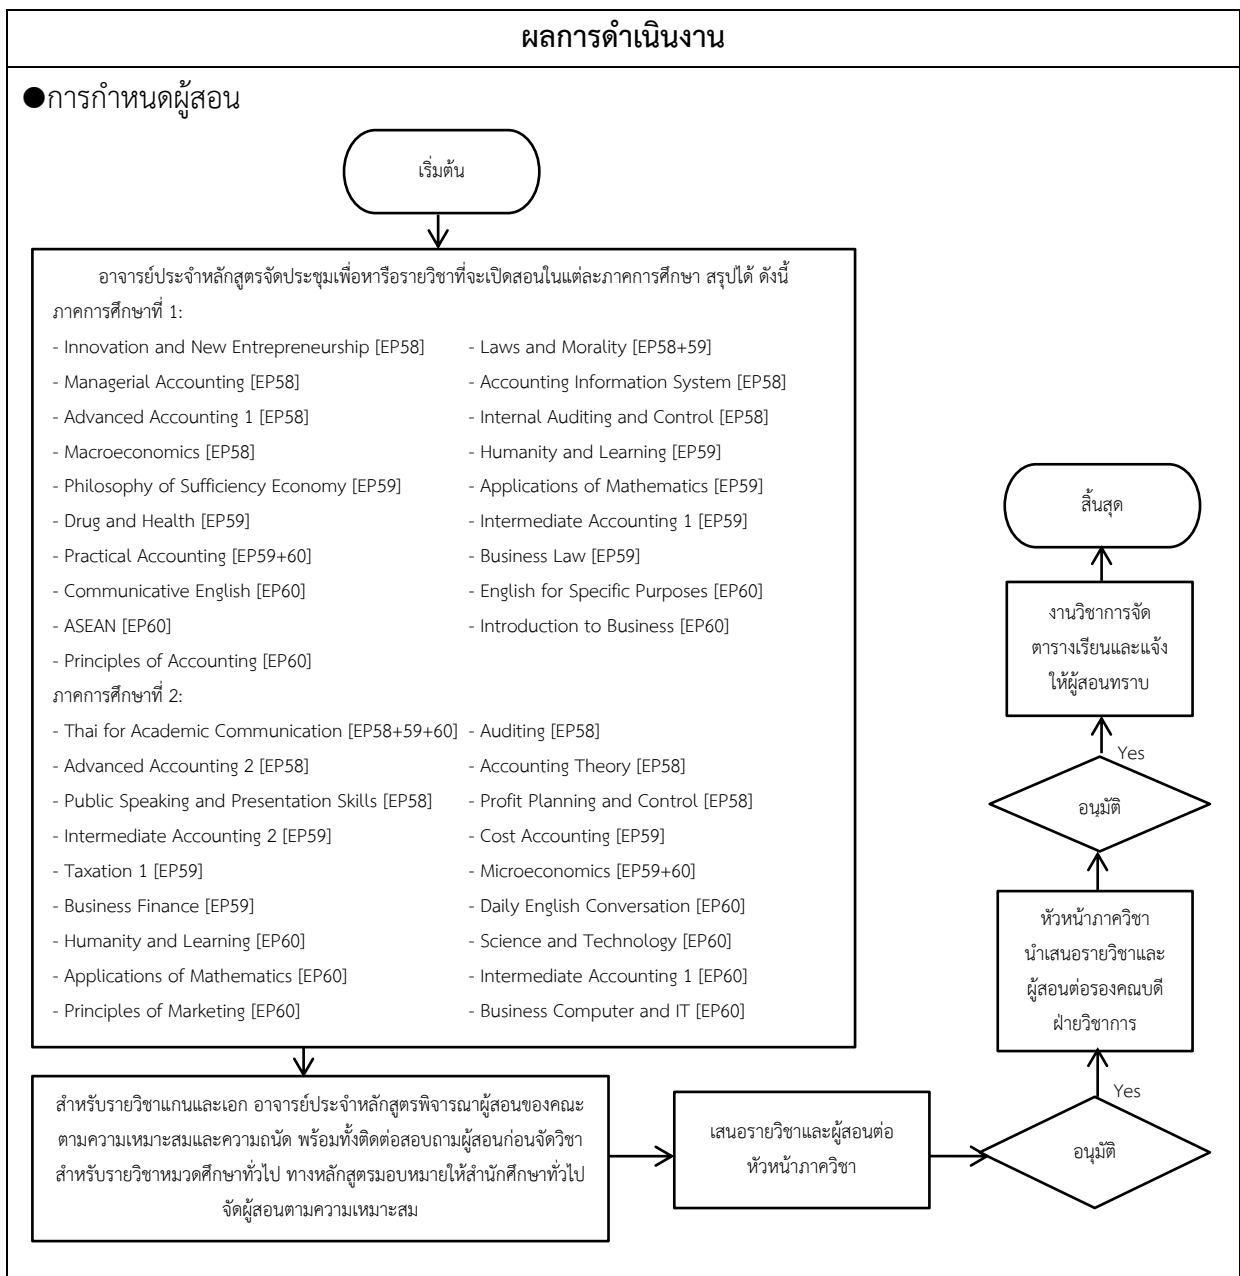 ผลการดำเนินงาน
●การกำหนดผู้สอน
เริ่มต้น
อาจารย์ประจำหลักสูตรจัดประชุมเพื่อหารือรายวิชาที่จะเปิดสอนในแต่ละภาคการศึกษา สรุปได้ ดังนี้
ภาคการศึกษาที่ 1:
- Innovation and New Entrepreneurship [EP58] - Laws and Morality [EP58+59]
- Managerial Accounting [EP58] - Accounting Information System [EP58]
- Advanced Accounting 1 [EP58] - Internal Auditing and Control [EP58]
- Macroeconomics [EP58] - Humanity and Learning [EP59]
- Philosophy of Sufficiency Economy [EP59] - Applications of Mathematics [EP59]
- Drug and Health [EP59] - Intermediate Accounting 1 [EP59]
- Practical Accounting [EP59+60] - Business Law [EP59]
- Communicative English [EP60] - English for Specific Purposes [EP60]
- ASEAN [EP60] - Introduction to Business [EP60]
- Principles of Accounting [EP60]
ภาคการศึกษาที่ 2:
- Thai for Academic Communication [EP58+59+60] - Auditing [EP58]
- Advanced Accounting 2 [EP58] - Accounting Theory [EP58]
- Public Speaking and Presentation Skills [EP58] - Profit Planning and Control [EP58]
- Intermediate Accounting 2 [EP59] - Cost Accounting [EP59]
- Taxation 1 [EP59] - Microeconomics [EP59+60]
- Business Finance [EP59] - Daily English Conversation [EP60]
- Humanity and Learning [EP60] - Science and Technology [EP60]
- Applications of Mathematics [EP60] - Intermediate Accounting 1 [EP60]
- Principles of Marketing [EP60] - Business Computer and IT [EP60]
สำหรับรายวิชาแกนและเอก อาจารย์ประจำหลักสูตรพิจารณาผู้สอนของคณะ
ตามความเหมาะสมและความถนัด พร้อมทั้งติดต่อสอบถามผู้สอนก่อนจัดวิชา
สำหรับรายวิชาหมวดศึกษาทั่วไป ทางหลักสูตรมอบหมายให้สำนักศึกษาทั่วไป
จัดผู้สอนตามความเหมาะสม
เสนอรายวิชาและผู้สอนต่อ
หัวหน้าภาควิชา
อนุมัติ
Yes
หัวหน้าภาควิชา
นำเสนอรายวิชาและ
ผู้สอนต่อรองคณบดี
ฝ่ายวิชาการ
อนุมัติ
Yes
งานวิชาการจัด
ตารางเรียนและแจ้ง
ให้ผู้สอนทราบ
สิ้นสุด